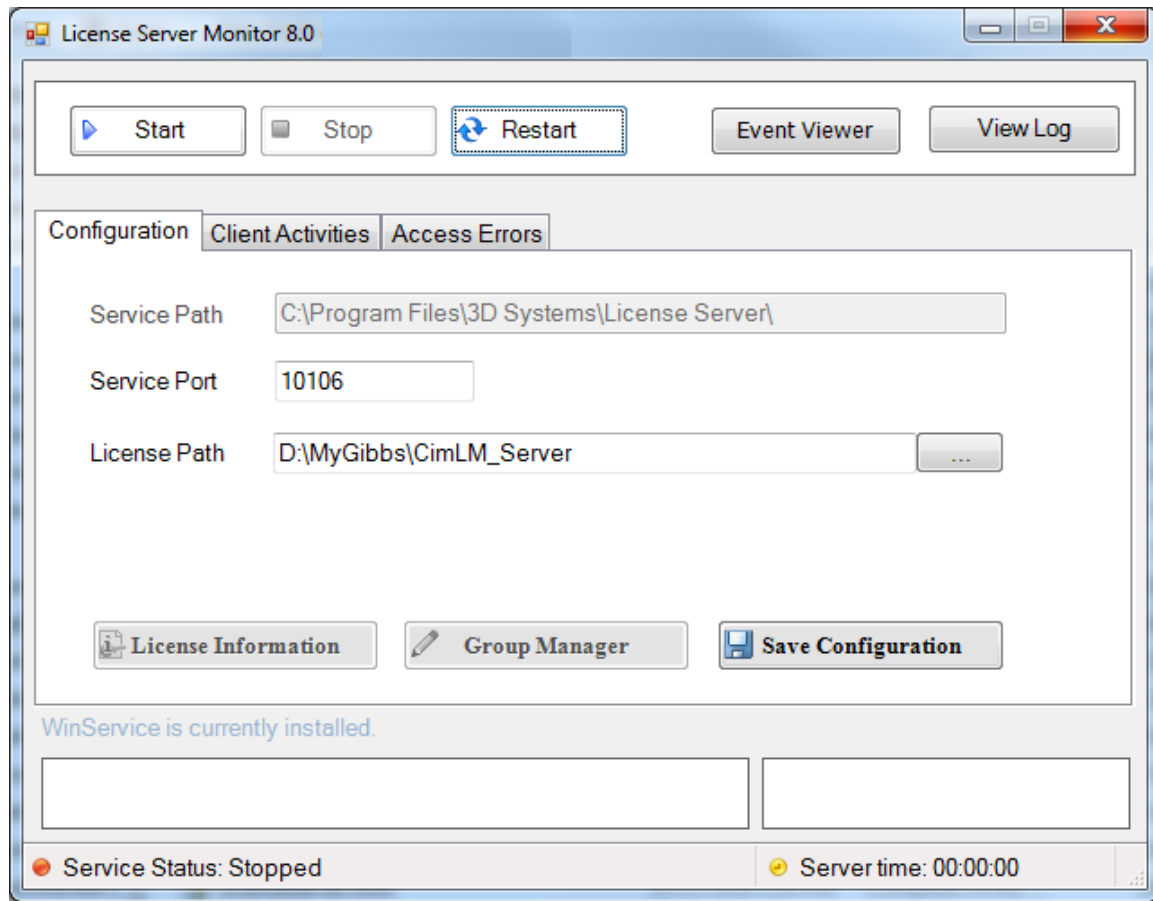 License Server Monitor 8.0
Start Stop Restart Event Viewer View Log
Configuration Client Activities Access Errors
Service Path C:\Program Files\3D Systems\License Server\
Service Port 10106
License Path D:\MyGibbs\CimLM_Server ...
License Information Group Manager Save Configuration
WinService is currently installed.
Service Status: Stopped Server time: 00:00:00